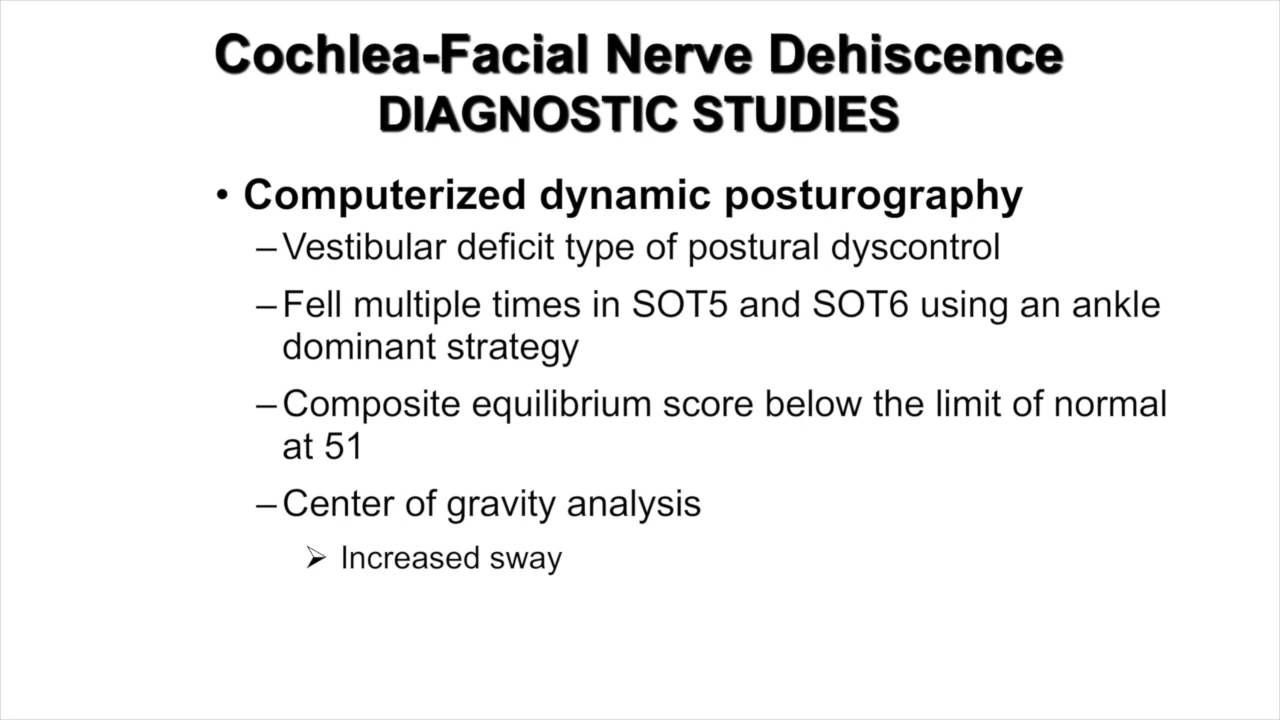 Cochlea-Facial Nerve Dehiscence
DIAGNOSTIC STUDIES
• Computerized dynamic posturography
–Vestibular deficit type of postural dyscontrol
–Fell multiple times in SOT5 and SOT6 using an ankle
dominant strategy
–Composite equilibrium score below the limit of normal
at 51
–Center of gravity analysis
➢ Increased sway